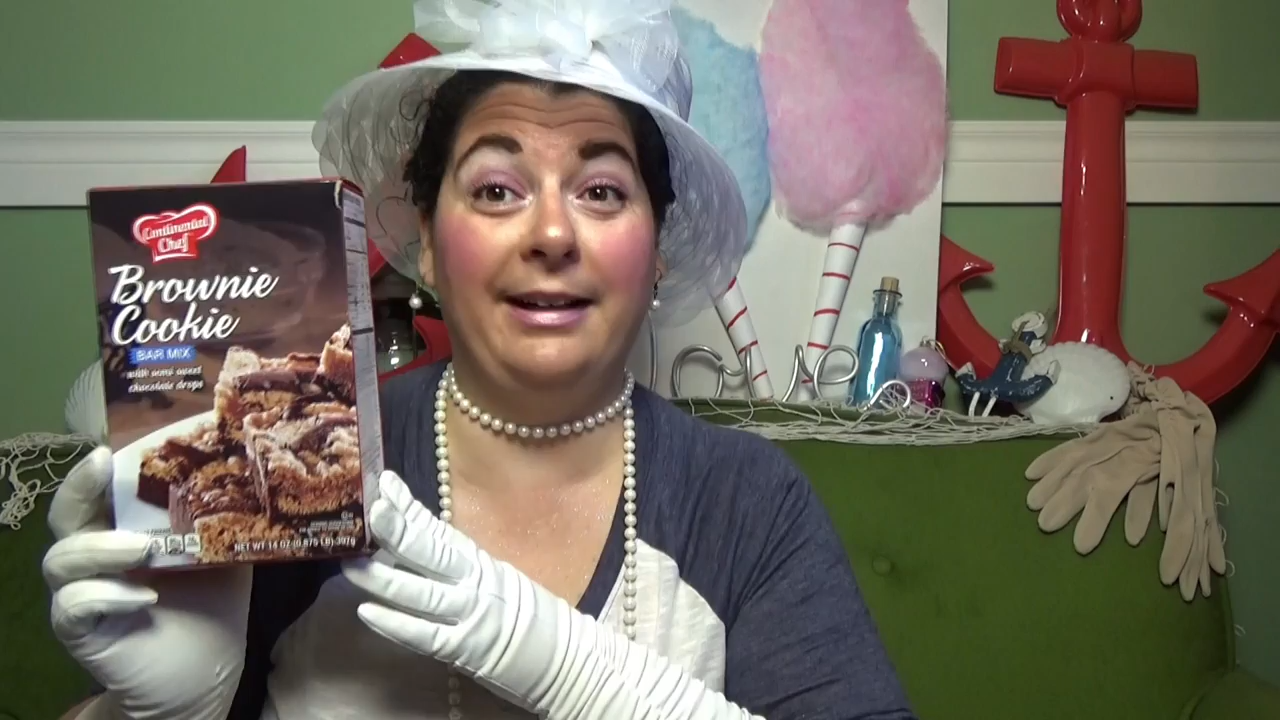 Continental
Chef
Brownie
Cookie
BAR MIX
with semi sweet
chocolate drops
NET WT 14 OZ (0.875 LB) 397g